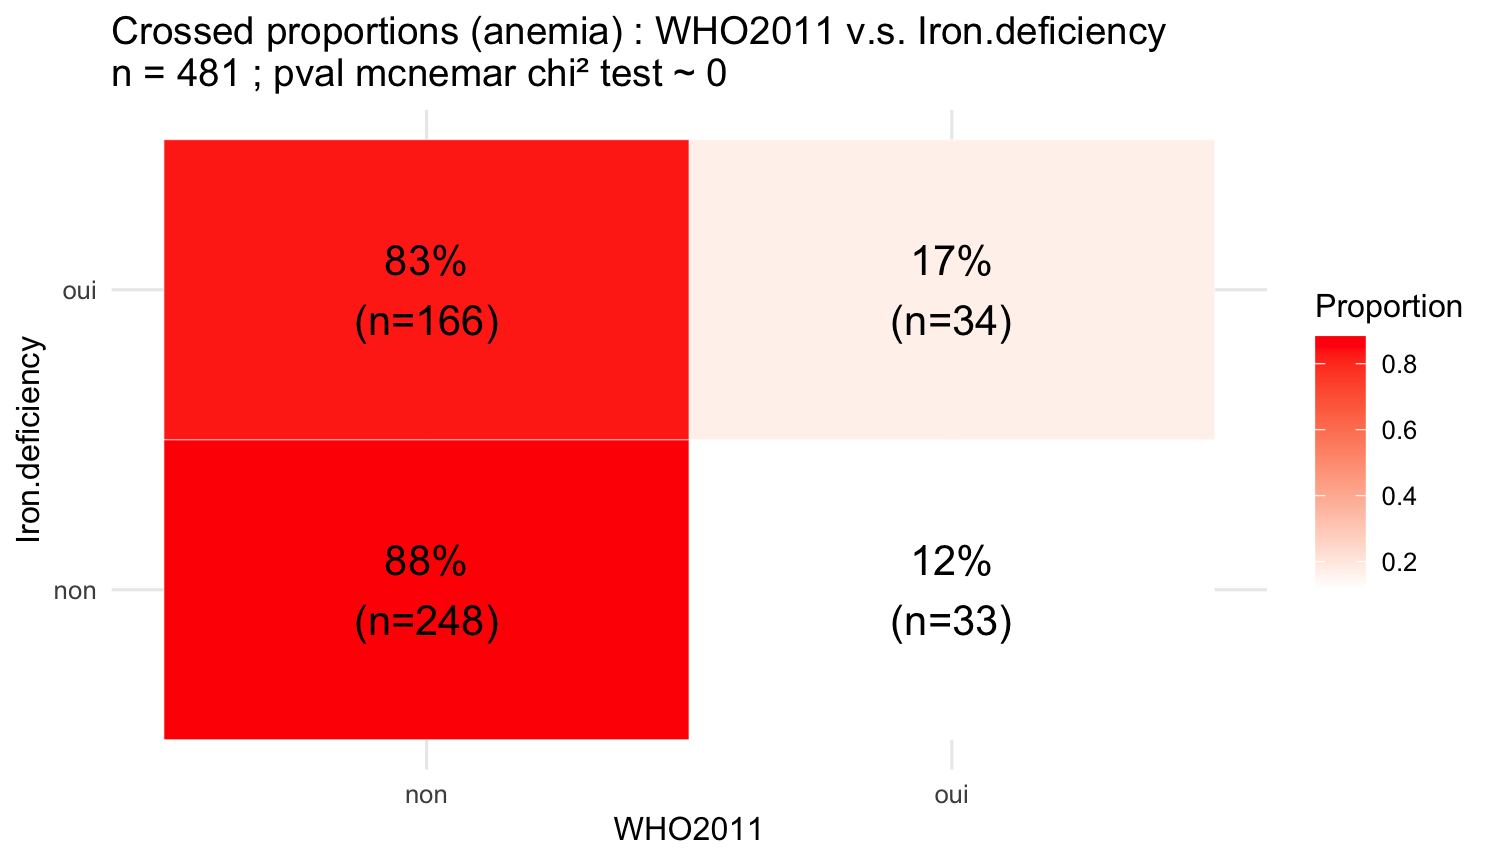 Crossed proportions (anemia) : WHO2011 v.s. Iron.deficiency
n = 481 ; pval mcnemar chi² test ~ 0
83%
(n=166)
17%
(n=34)
oui
88%
(n=248)
12%
(n=33)
non
Iron.deficiency
non
oui
WHO2011
Proportion
0.8
0.6
0.4
0.2